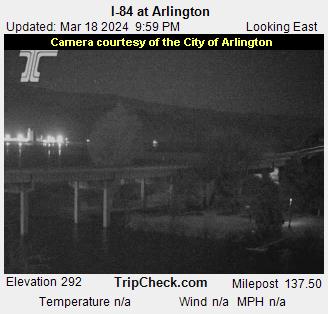 I-84 at Arlington
Updated: Mar 18 2024 9:59 PM Looking East
Camera courtesy of the City of Arlington
Elevation 292 TripCheck.com Milepost 137.50
Temperature n/a Wind n/a MPH n/a